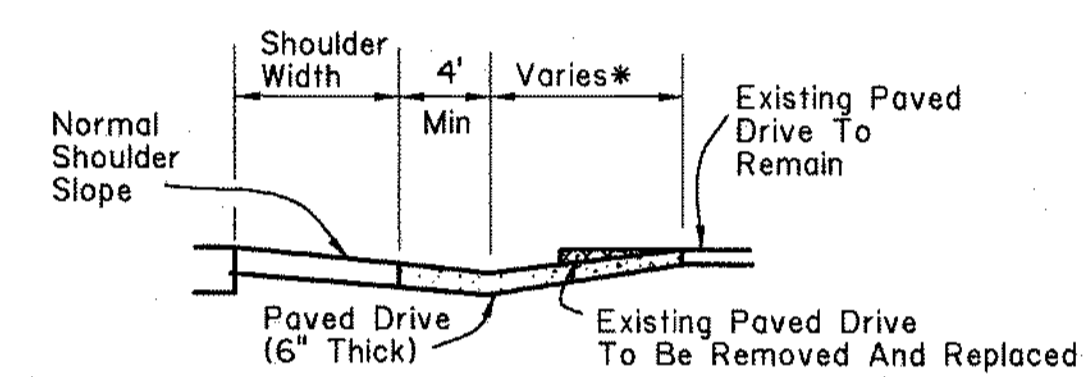 Shoulder
Width
4'
Min
Varies*
Existing Paved
Drive To
Remain
Normal
Shoulder
Slope
Paved Drive
(6" Thick)
Existing Paved Drive
To Be Removed And Replaced